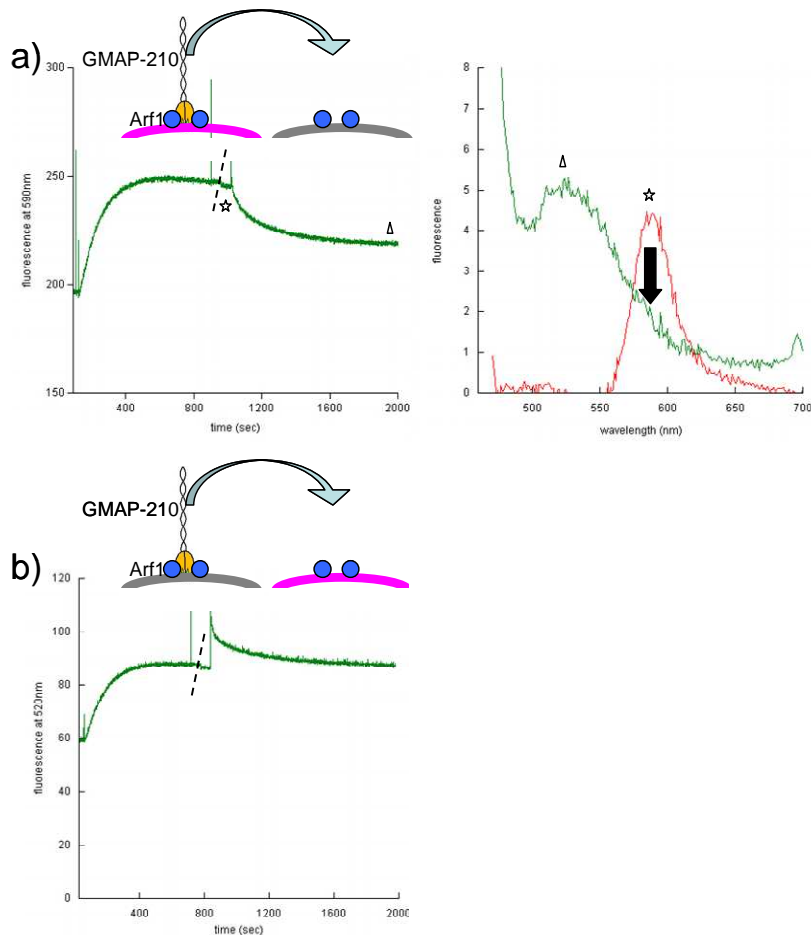 a)
GMAP-210
Arf1
300
250
200
150
fluorescence at 590nm
400
800
1200
1600
2000
time (sec)
8
7
6
5
4
3
2
1
0
fluorescence
500
550
600
650
700
wavelength (nm)
GMAP-210
Arf1
b)
120
100
80
60
40
20
0
fluorescence at 520nm
400
800
1200
1600
2000
time (sec)